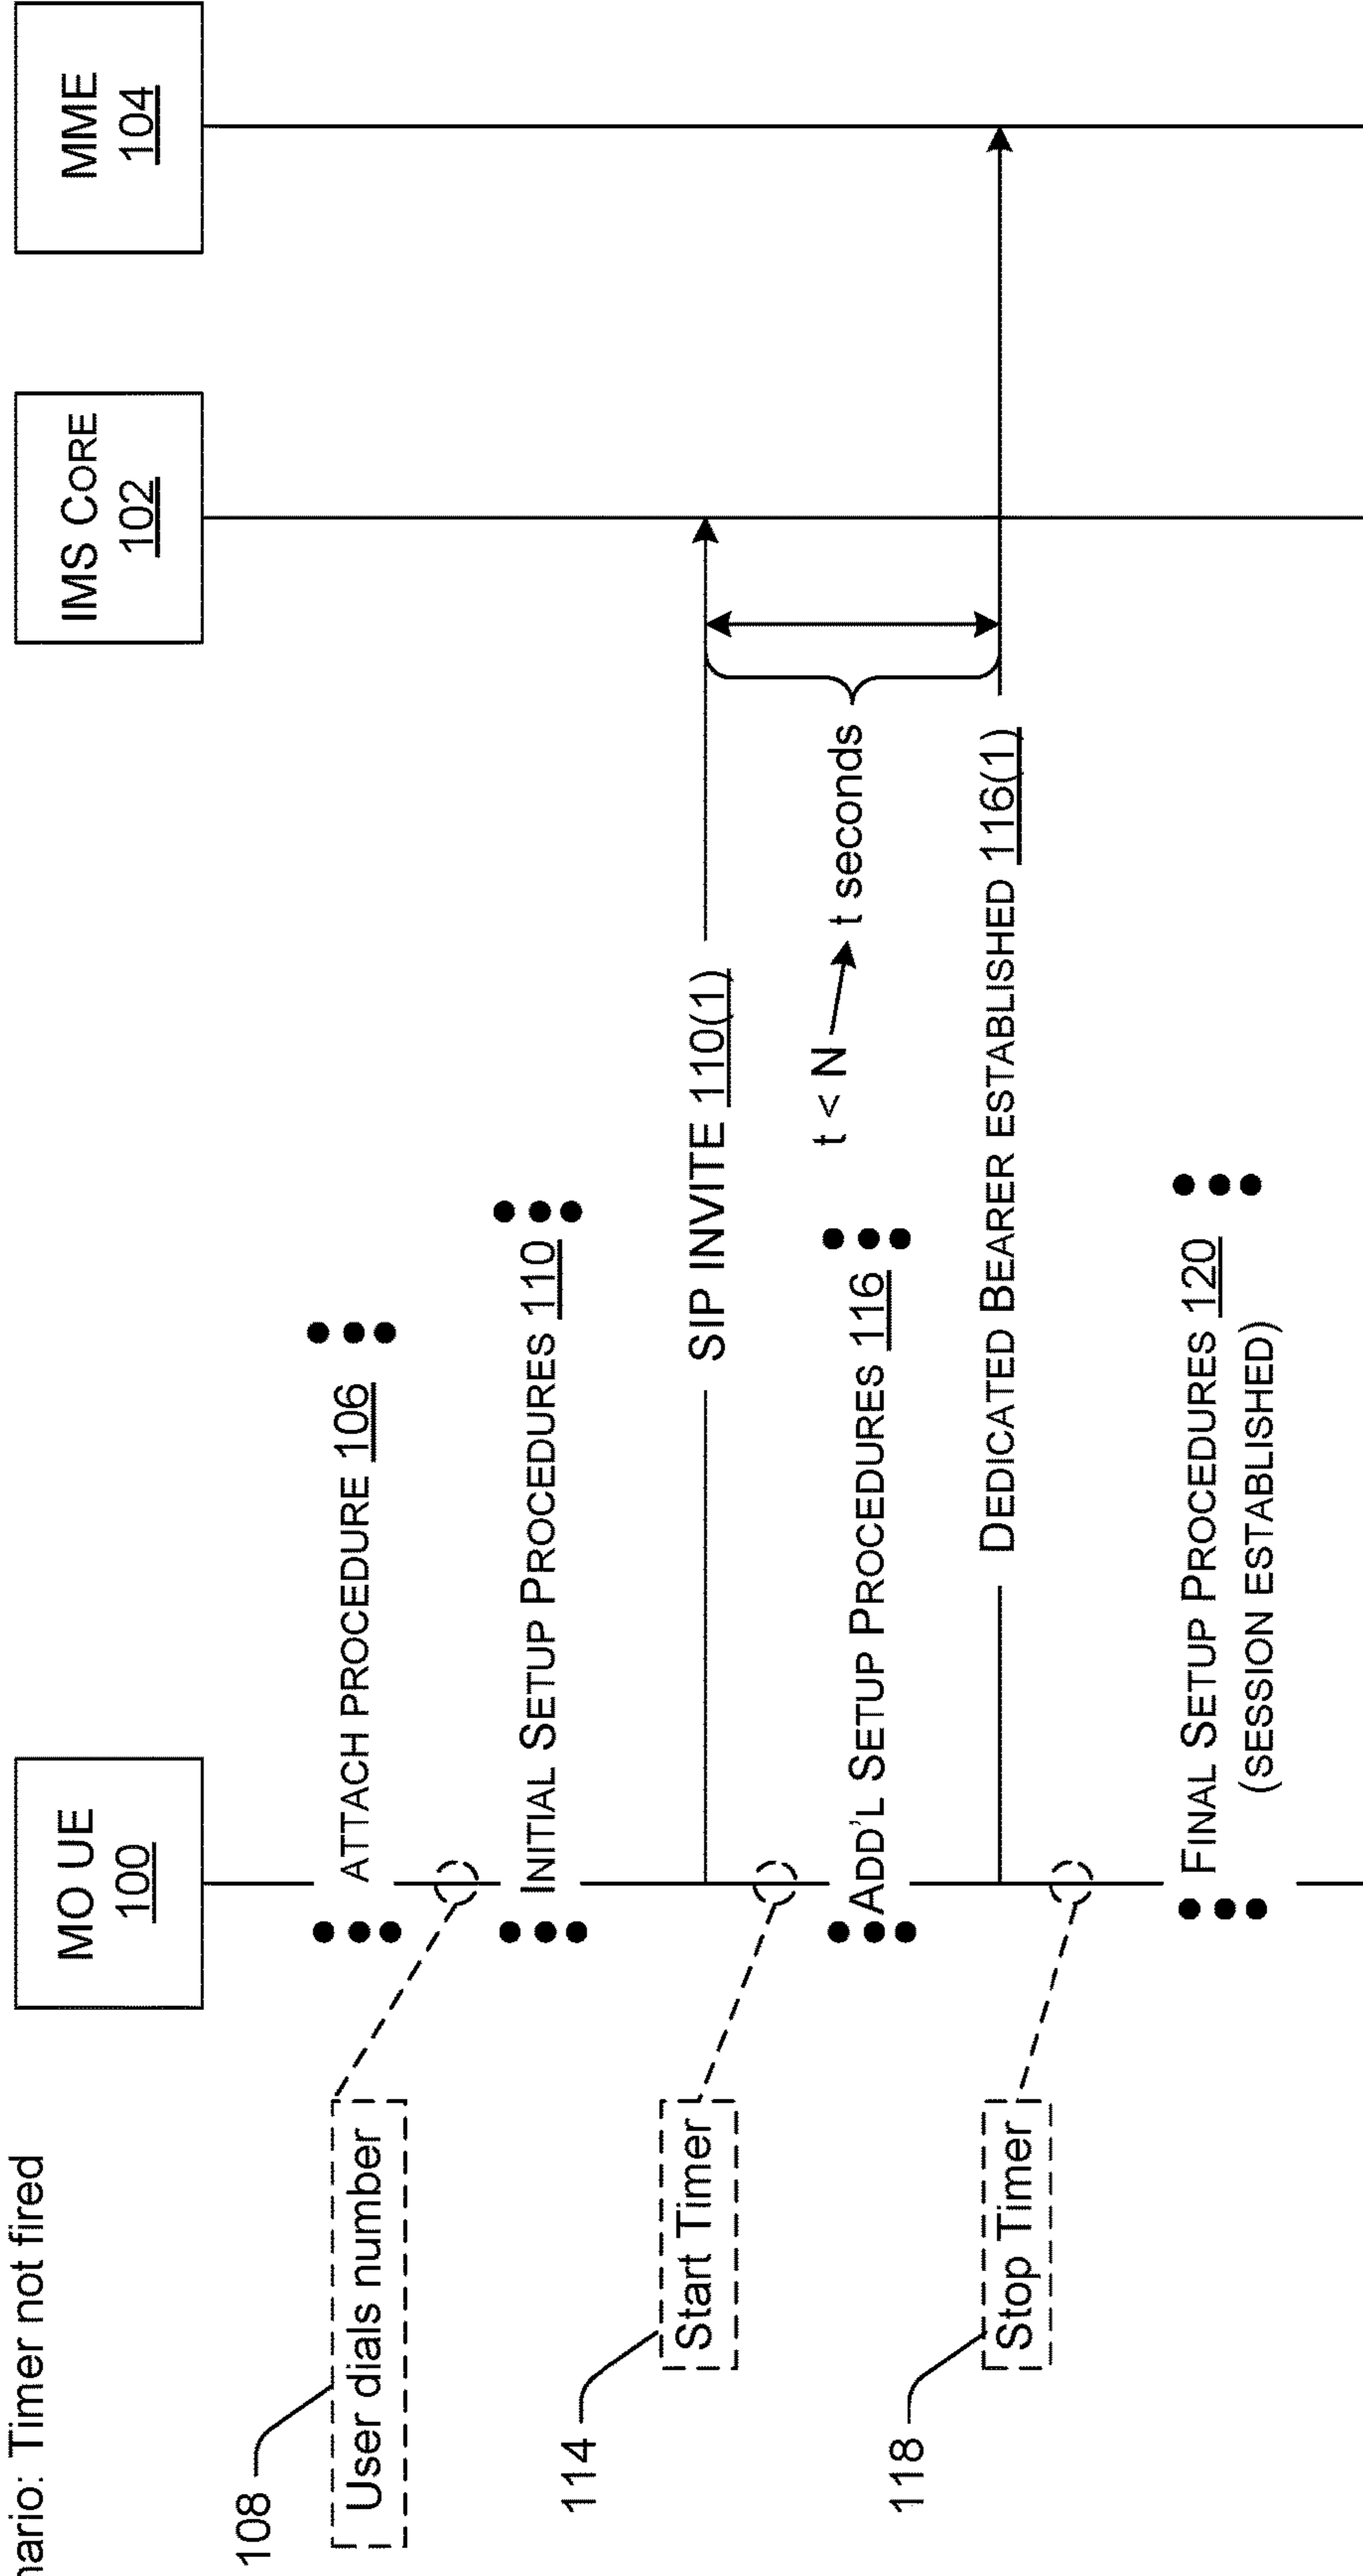 nario: Timer not fired
MO UE
100
IMS CORE
102
MME
104
ATTACH PROCEDURE 106
108
User dials number
INITIAL SETUP PROCEDURES 110
SIP INVITE 110(1)
114
Start Timer
t < N
t seconds
ADD'L SETUP PROCEDURES 116
DEDICATED BEARER ESTABLISHED 116(1)
118
Stop Timer
FINAL SETUP PROCEDURES 120
(SESSION ESTABLISHED)